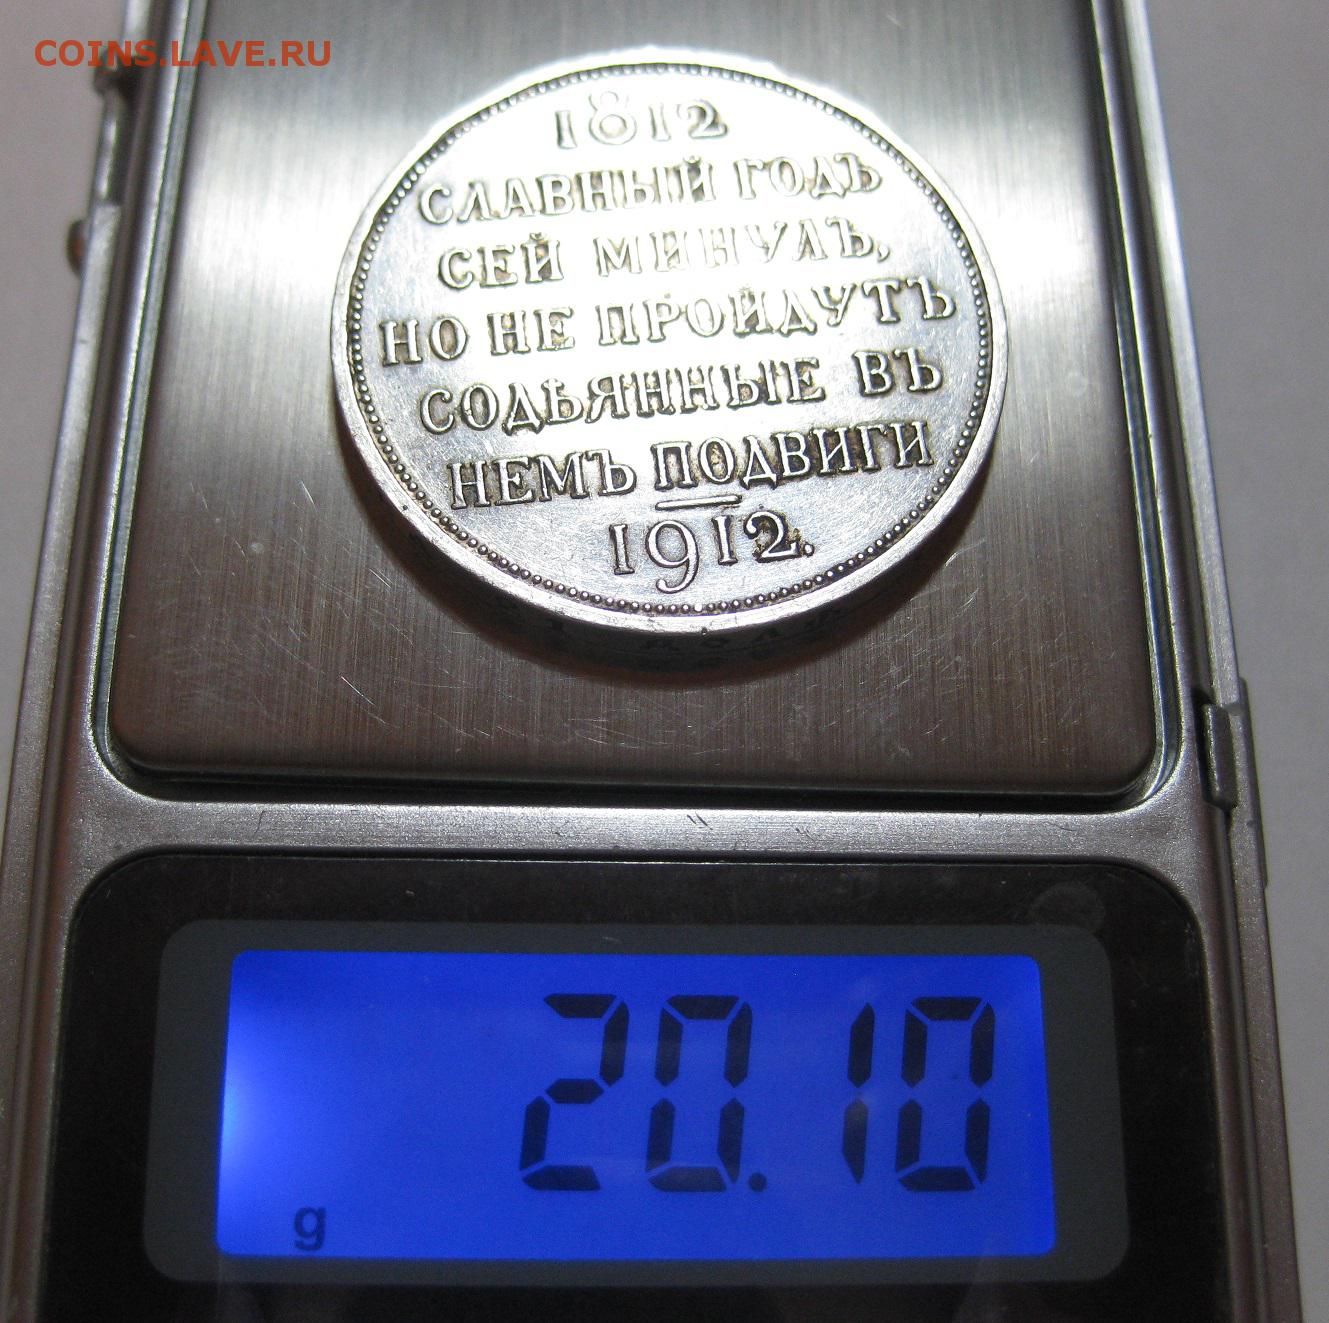 COINS.LAVE.RU
1812
СЛАВНЫЙ ГОДЪ
СЕЙ МИНУЛЪ,
НО НЕ ПРОЙДУТЪ
СОДѢЯННЫЕ ВЪ
НЕМЪ ПОДВИГИ
1912.
20.10
g